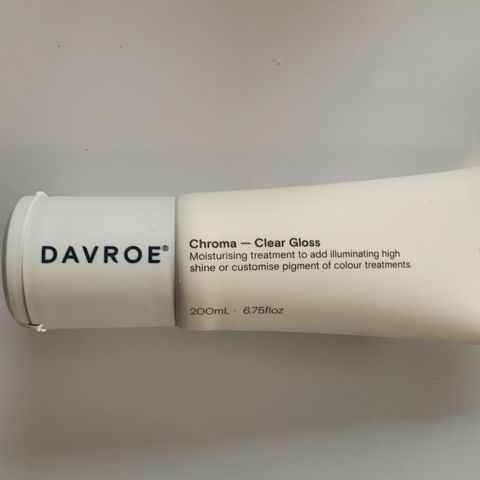 DAVROE®
Chroma — Clear Gloss
Moisturising treatment to add illuminating high
shine or customise pigment of colour treatments.
200mL · 6.75floz